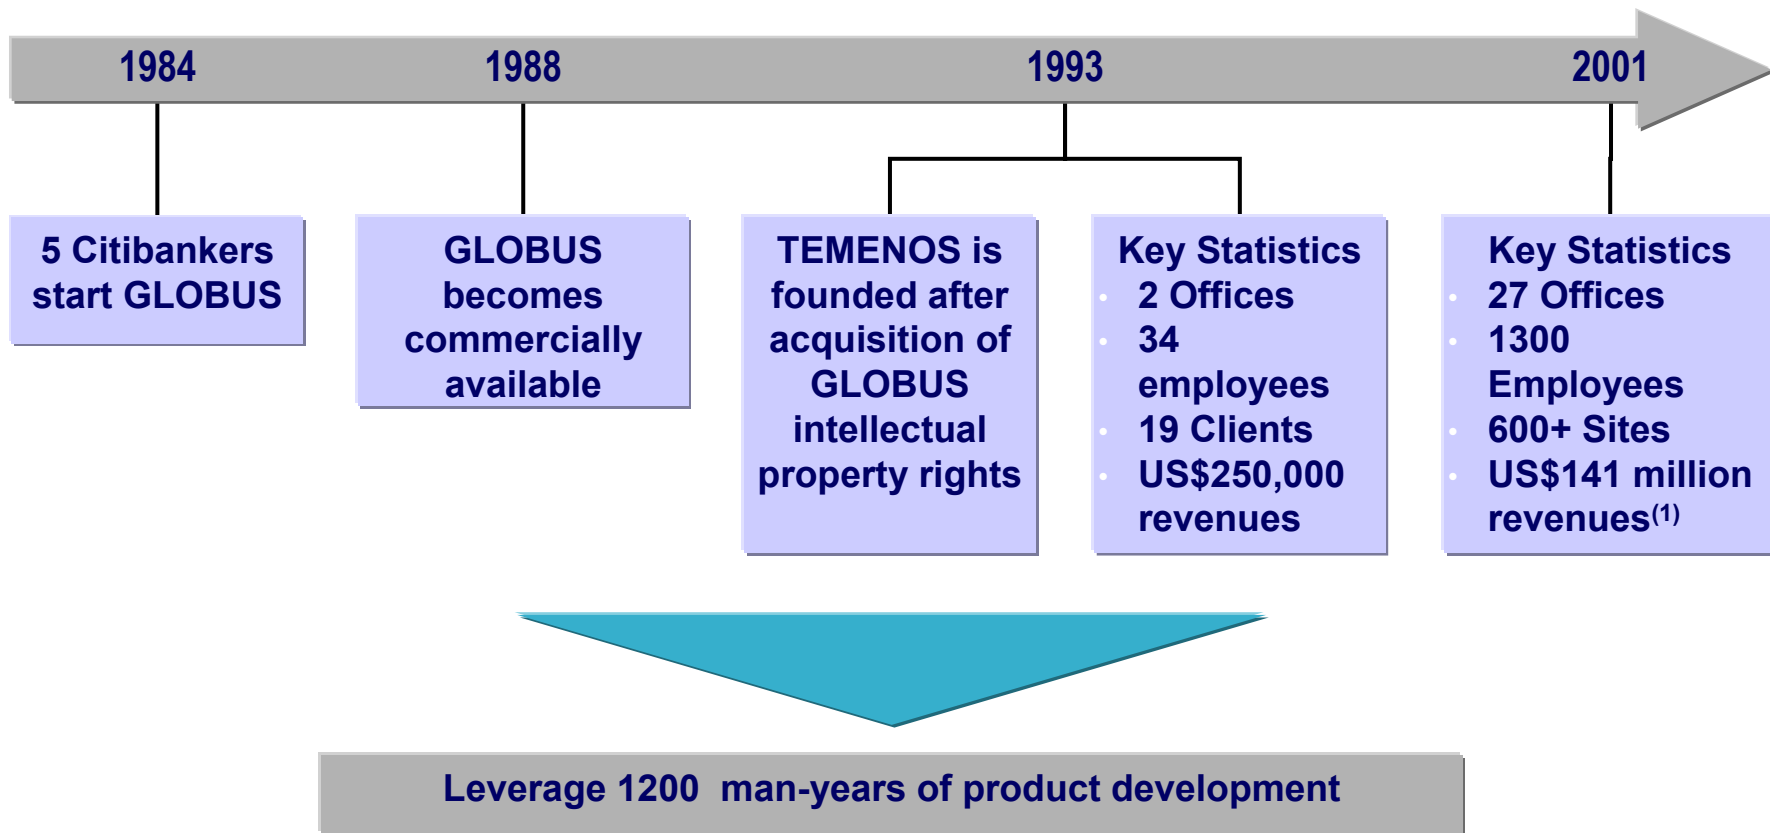 1984
1988
1993
2001
5 Citibankers
start GLOBUS
GLOBUS
becomes
commercially
available
TEMENOS is
founded after
acquisition of
GLOBUS
intellectual
property rights
Key Statistics
• 2 Offices
• 34
employees
• 19 Clients
• US$250,000
revenues
Key Statistics
• 27 Offices
• 1300
Employees
• 600+ Sites
• US$141 million
revenues(1)
Leverage 1200  man-years of product development